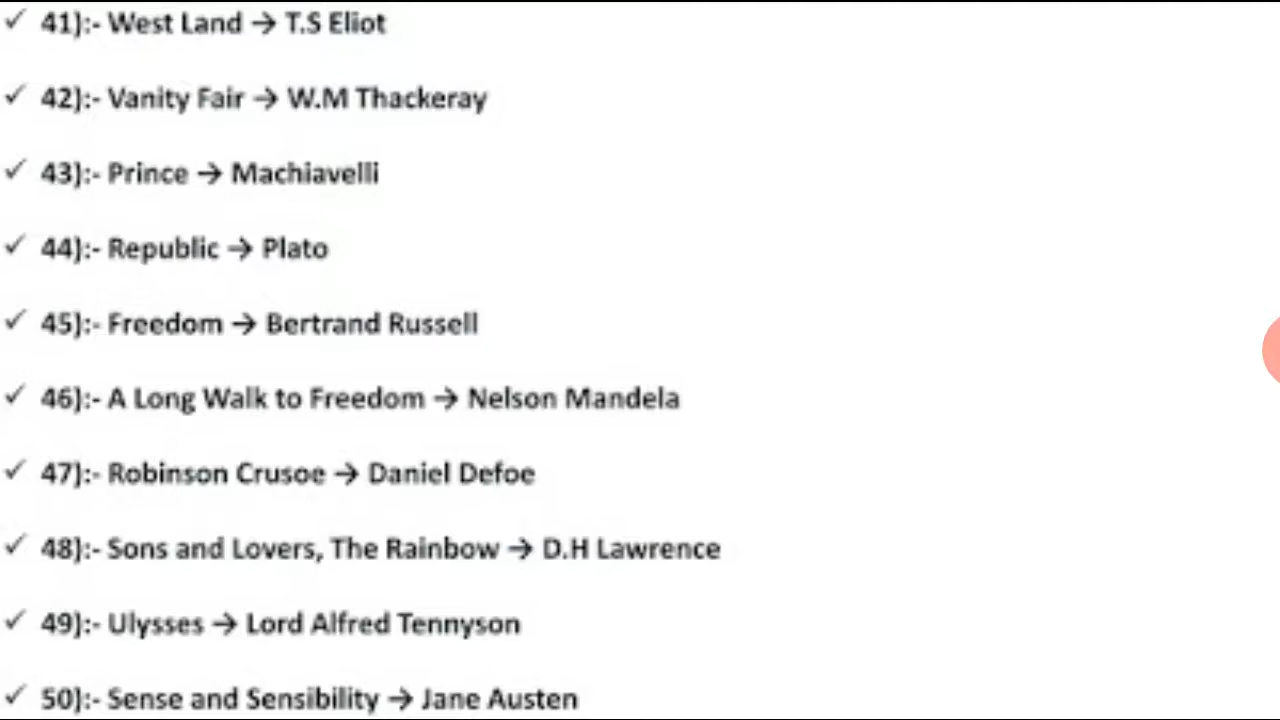 ✓ 41):- West Land → T.S Eliot
✓ 42):- Vanity Fair → W.M Thackeray
✓ 43):- Prince → Machiavelli
✓ 44):- Republic → Plato
✓ 45):- Freedom → Bertrand Russell
✓ 46):- A Long Walk to Freedom → Nelson Mandela
✓ 47):- Robinson Crusoe → Daniel Defoe
✓ 48):- Sons and Lovers, The Rainbow → D.H Lawrence
✓ 49):- Ulysses → Lord Alfred Tennyson
✓ 50):- Sense and Sensibility → Jane Austen